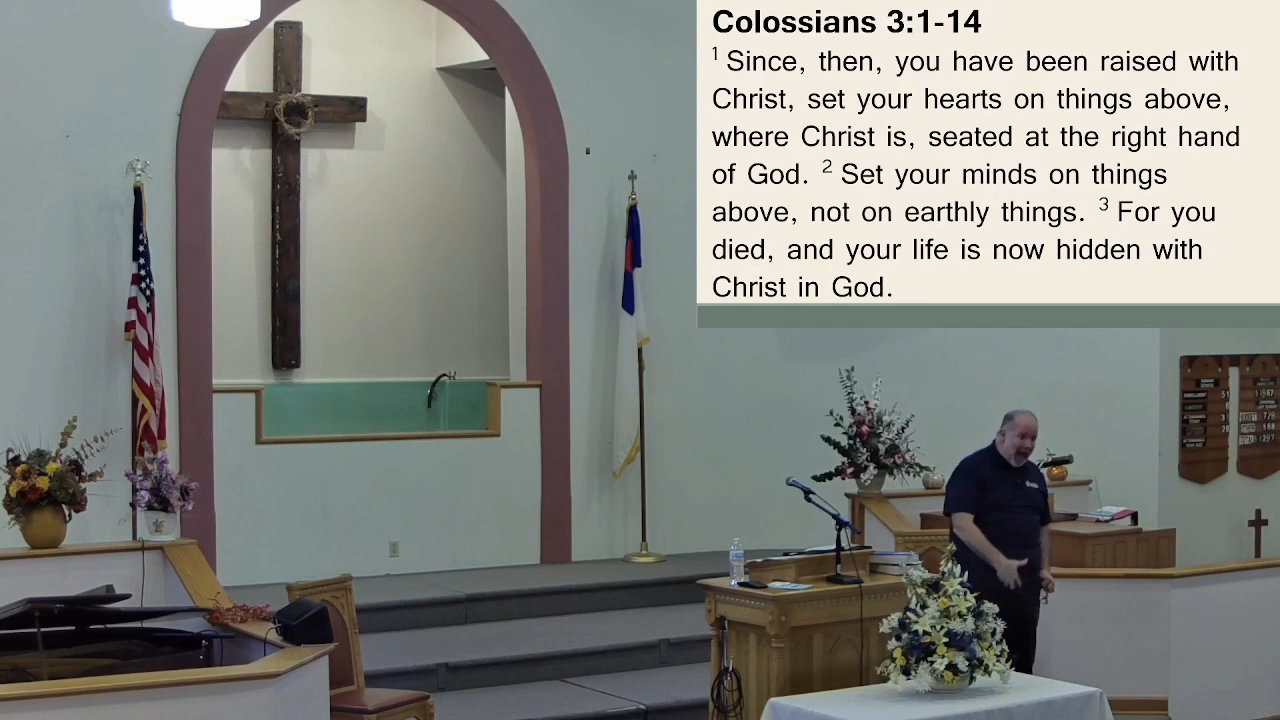 Colossians 3:1-14
1 Since, then, you have been raised with
Christ, set your hearts on things above,
where Christ is, seated at the right hand
of God. 2 Set your minds on things
above, not on earthly things. 3 For you
died, and your life is now hidden with
Christ in God.